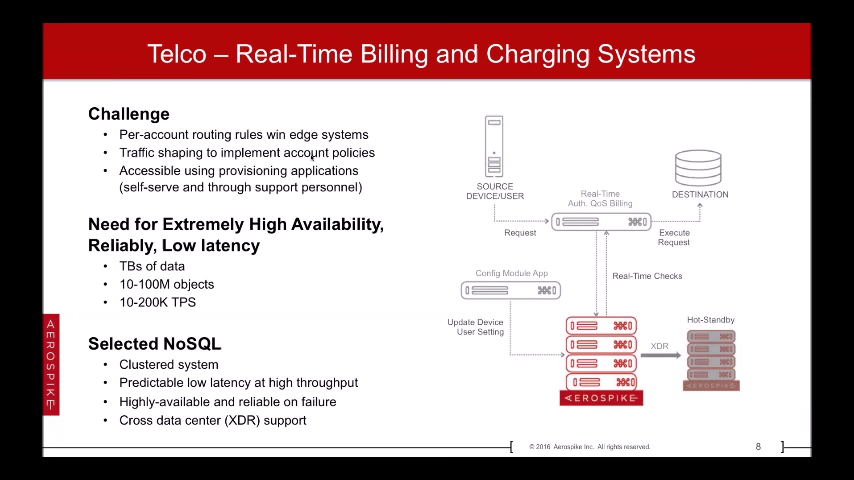 Telco – Real-Time Billing and Charging Systems
Challenge
• Per-account routing rules win edge systems
• Traffic shaping to implement account policies
• Accessible using provisioning applications
(self-serve and through support personnel)
Need for Extremely High Availability,
Reliably, Low latency
• TBs of data
• 10-100M objects
• 10-200K TPS
Selected NoSQL
• Clustered system
• Predictable low latency at high throughput
• Highly-available and reliable on failure
• Cross data center (XDR) support
SOURCE
DEVICE/USER
Real-Time
Auth. QoS Billing
DESTINATION
Request
Execute
Request
Config Module App
Real-Time Checks
Update Device
User Setting
Hot-Standby
XDR
AEROSPIKE
AEROSPIKE
AEROSPIKE
© 2016 Aerospike Inc. All rights reserved.
8